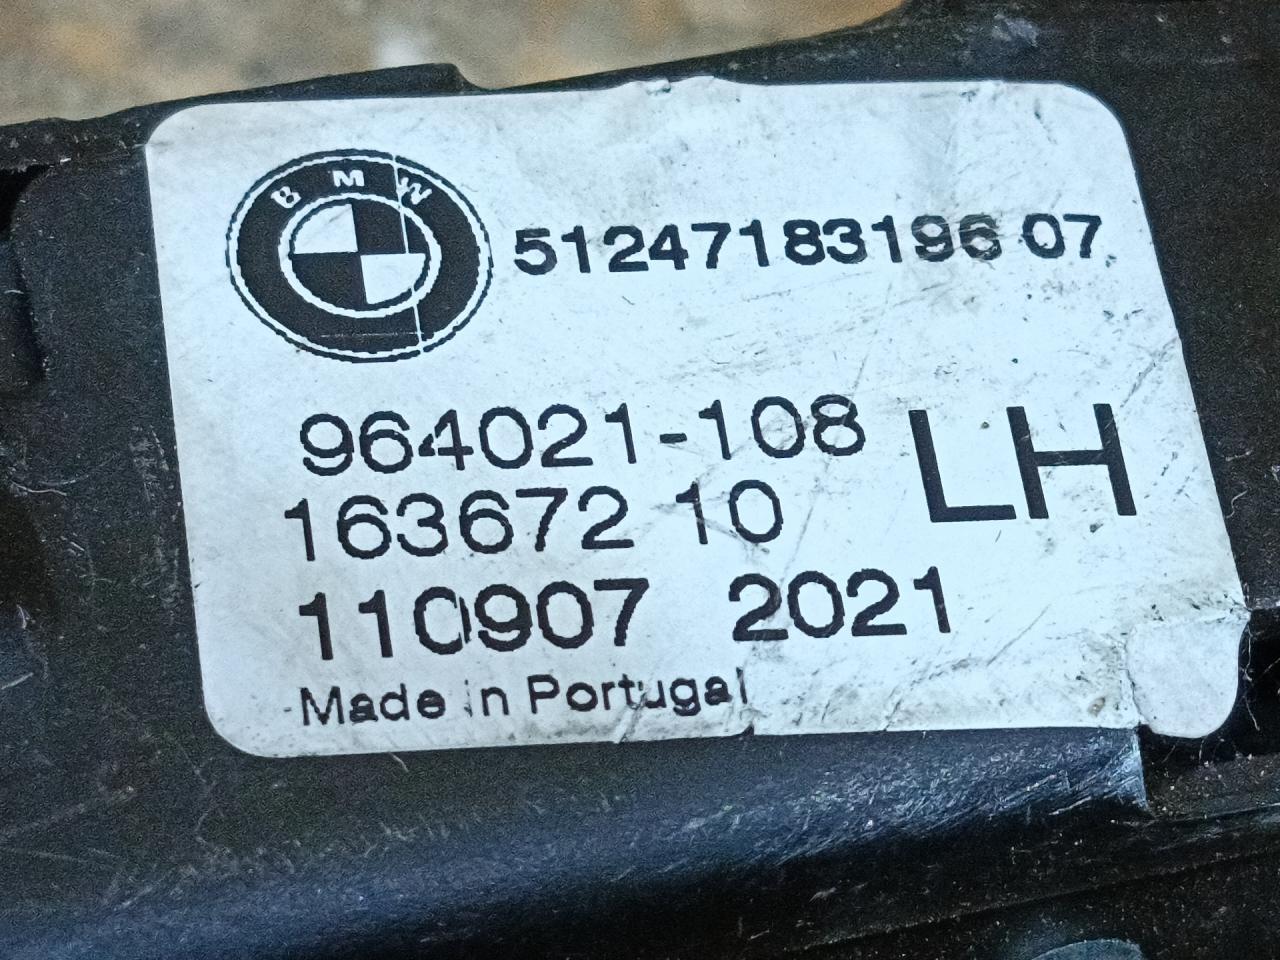 BMW
51247183196 07
964021-108
LH
163672 10
110907 2021
Made in Portugal